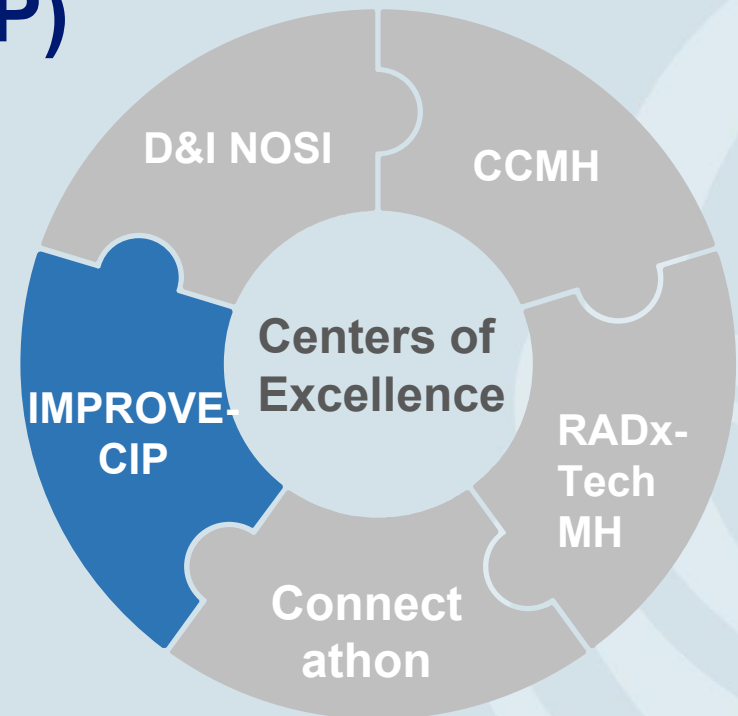 P)
D&I NOSI
CCMH
Centers of
Excellence
IMPROVE-
CIP
RADx-
Tech
MH
Connect
athon